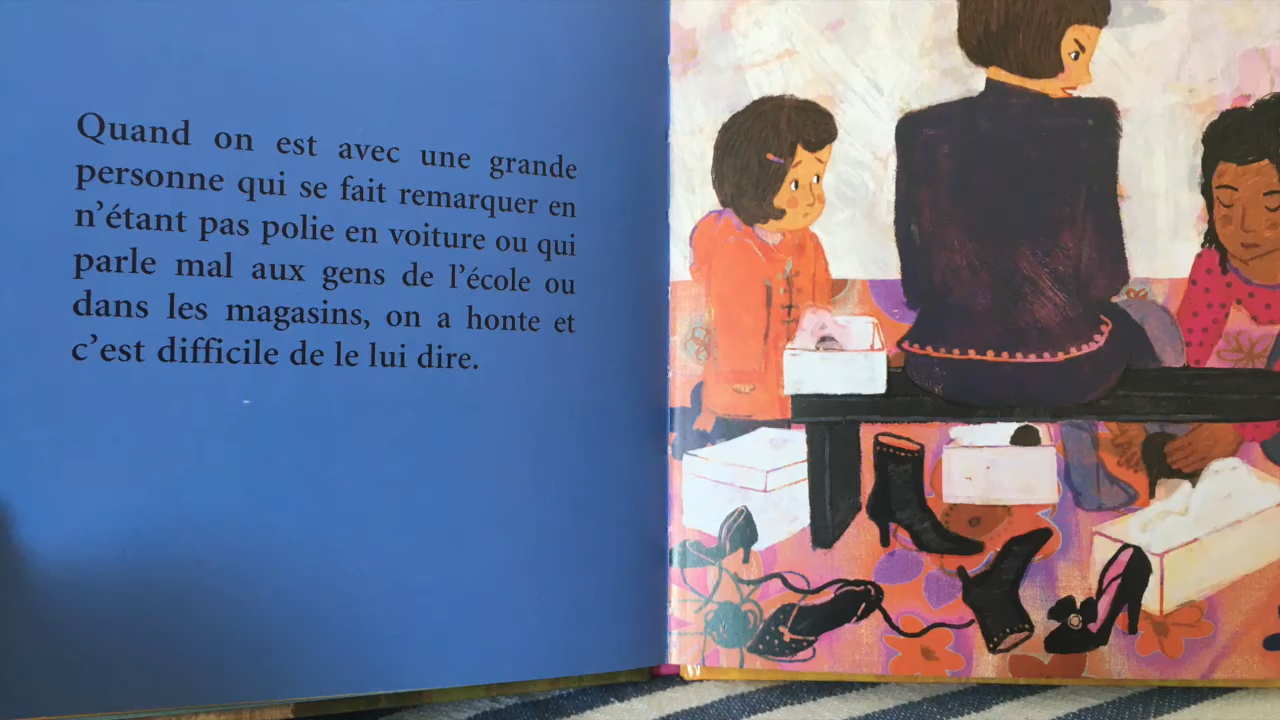 Quand on est avec une grande
personne qui se fait remarquer en
n'étant pas polie en voiture ou qui
parle mal aux gens de l'école ou
dans les magasins, on a honte et
c'est difficile de le lui dire.